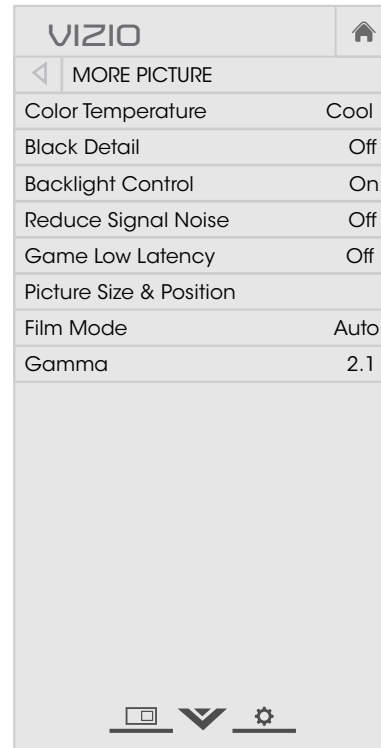 VIZIO
MORE PICTURE
Color Temperature Cool
Black Detail Off
Backlight Control On
Reduce Signal Noise Off
Game Low Latency Off
Picture Size & Position
Film Mode Auto
Gamma 2.1